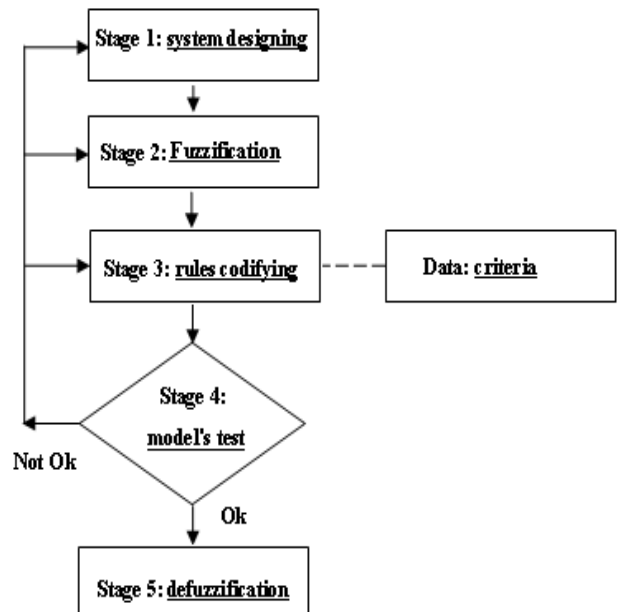 Stage 1: system designing
Stage 2: Fuzzification
Stage 3: rules codifying
Data: criteria
Stage 4:
model's test
Not Ok
Ok
Stage 5: defuzzification